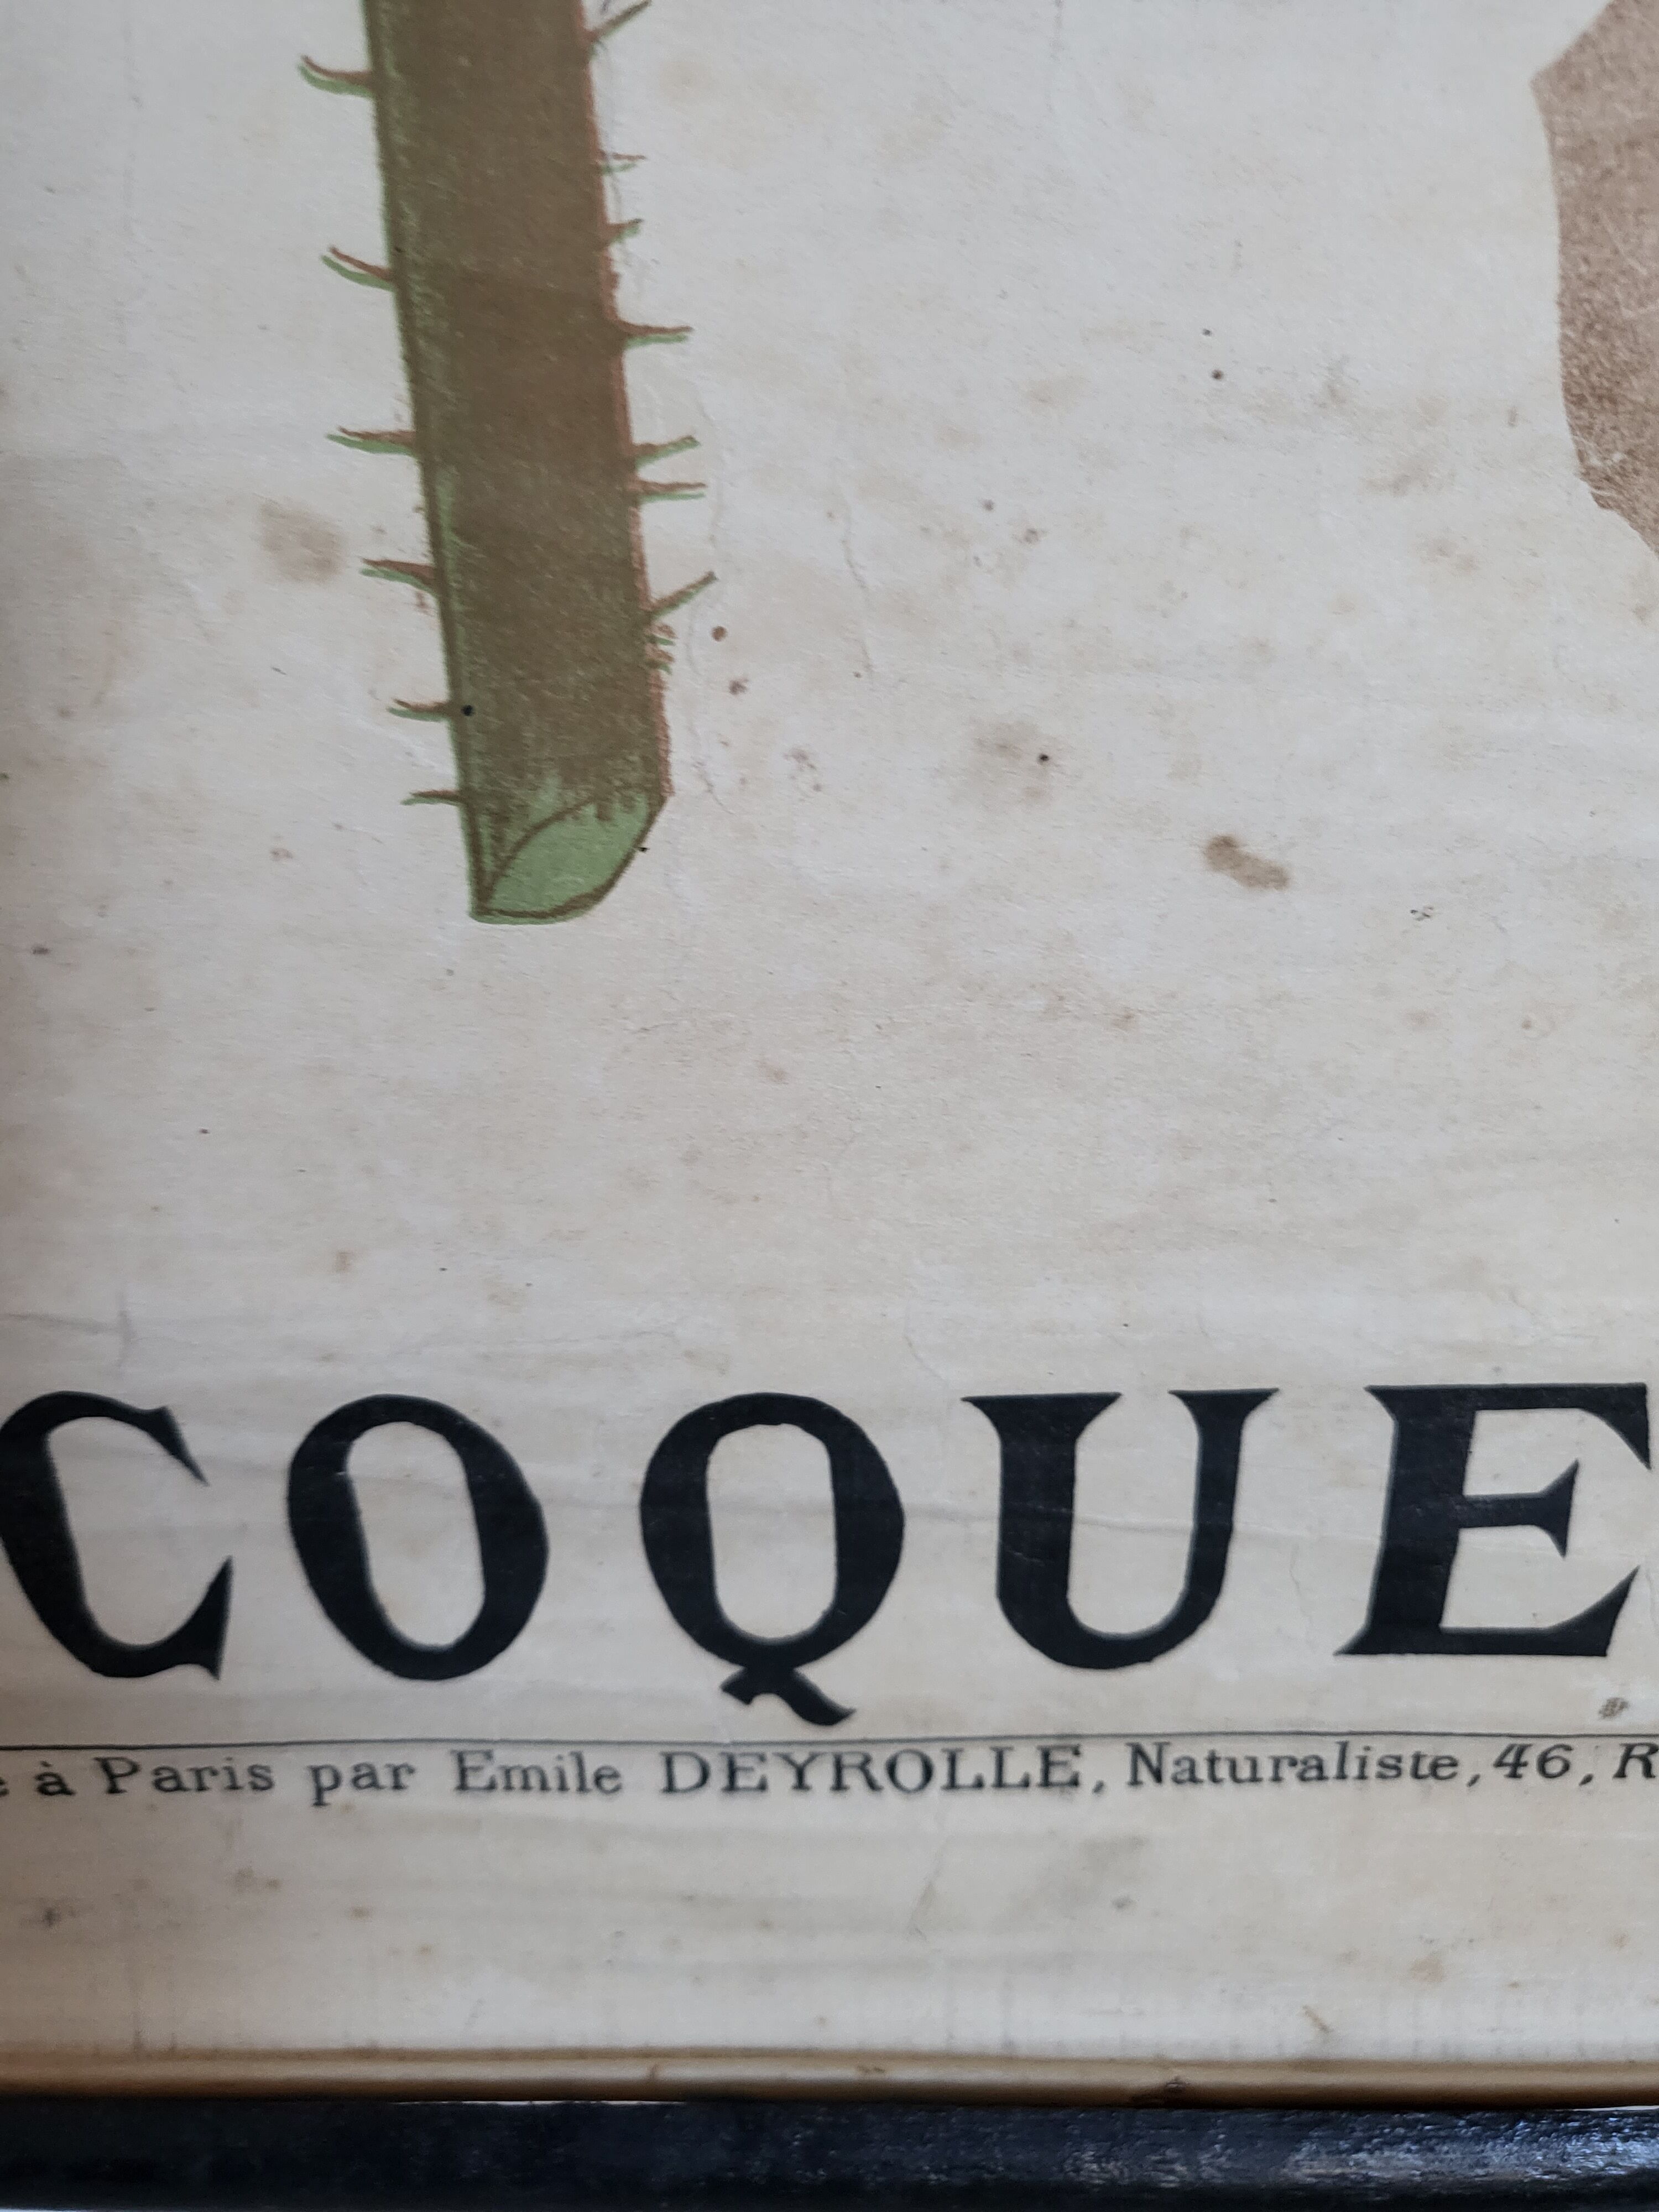 COQUE
à Paris par Emile DEYROLLE, Naturaliste, 46, R